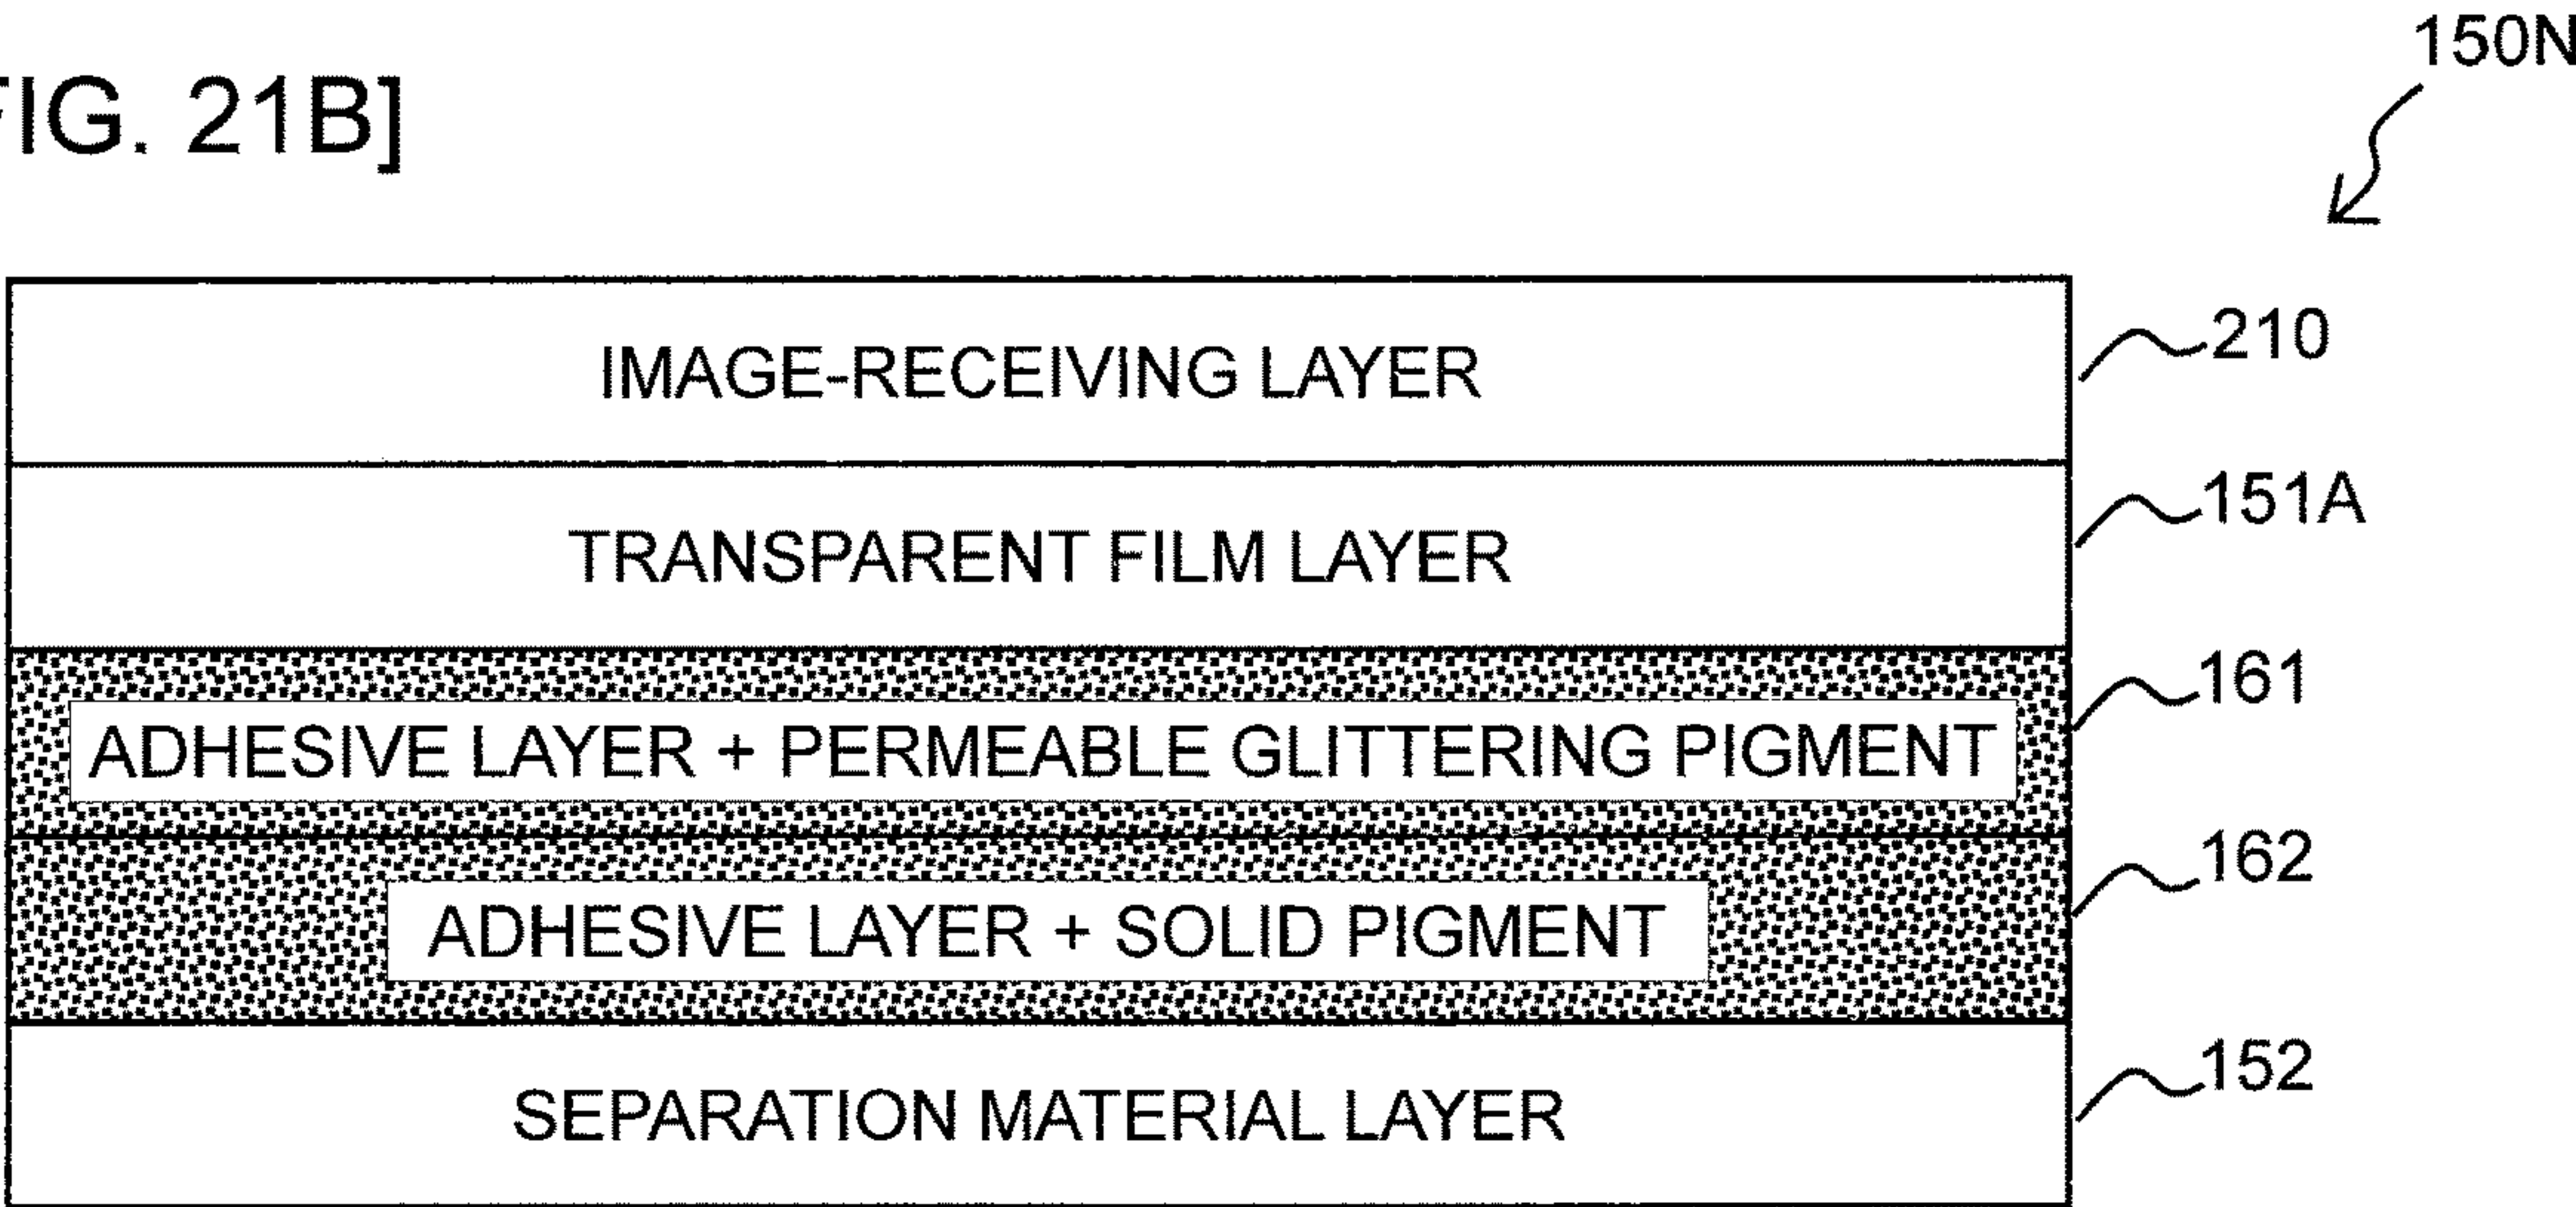 FIG. 21B]
150N
IMAGE-RECEIVING LAYER
210
TRANSPARENT FILM LAYER
151A
ADHESIVE LAYER + PERMEABLE GLITTERING PIGMENT
161
ADHESIVE LAYER + SOLID PIGMENT
162
SEPARATION MATERIAL LAYER
152